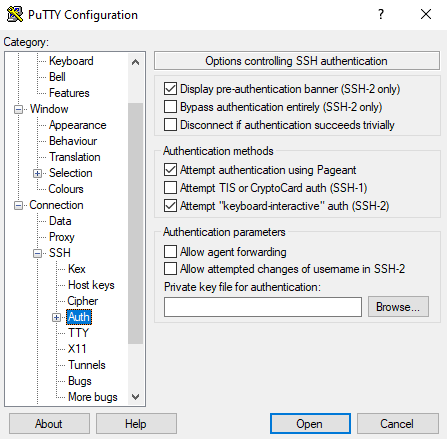 PuTTY Configuration
?
Category:
Keyboard
Bell
Features
Window
Appearance
Behaviour
Translation
Selection
Colours
Connection
Data
Proxy
SSH
Kex
Host keys
Cipher
Auth
TTY
X11
Tunnels
Bugs
More bugs
Options controlling SSH authentication
Display pre-authentication banner (SSH-2 only)
Bypass authentication entirely (SSH-2 only)
Disconnect if authentication succeeds trivially
Authentication methods
Attempt authentication using Pageant
Attempt TIS or CryptoCard auth (SSH-1)
Attempt "keyboard-interactive" auth (SSH-2)
Authentication parameters
Allow agent forwarding
Allow attempted changes of username in SSH-2
Private key file for authentication:
Browse...
About
Help
Open
Cancel